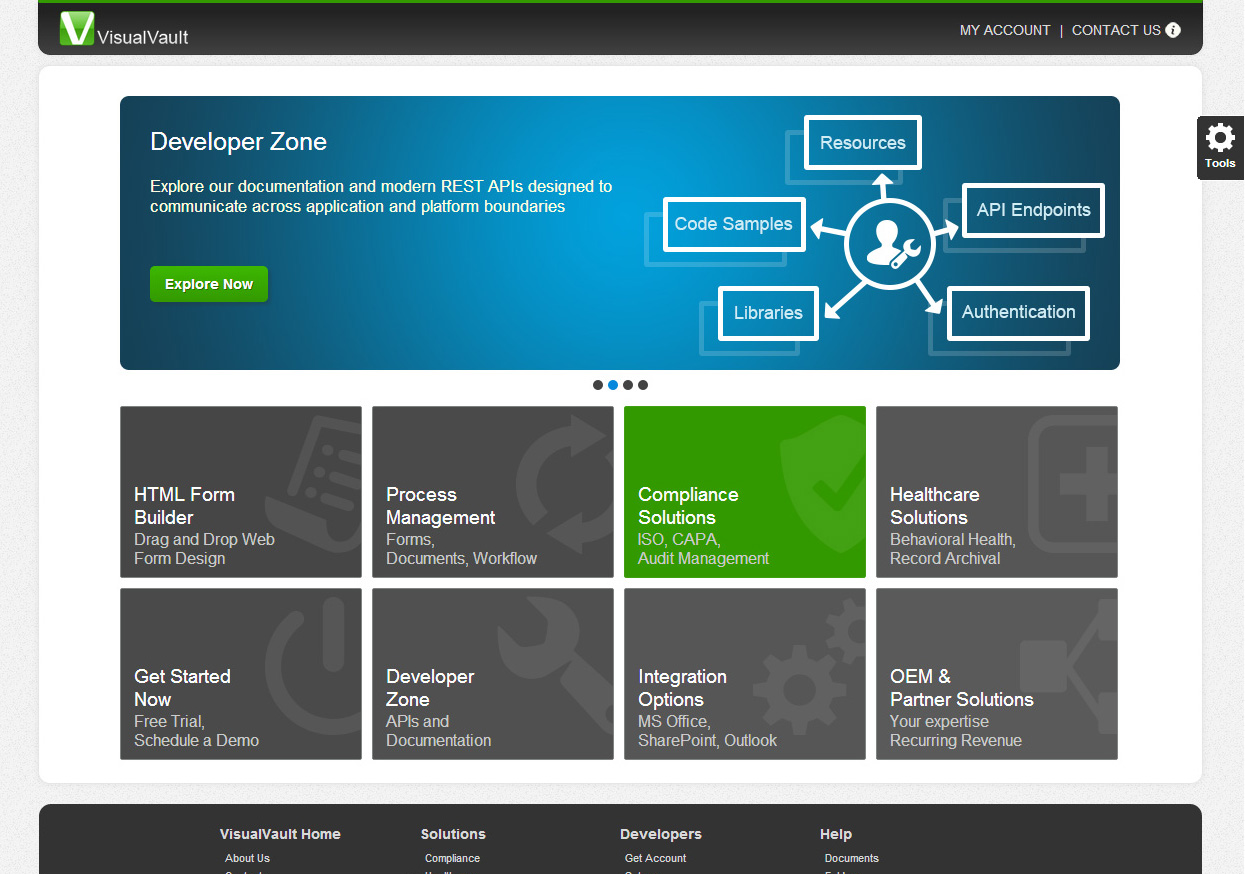 VisualVault
MY ACCOUNT | CONTACT US
Tools
Developer Zone
Explore our documentation and modern REST APIs designed to
communicate across application and platform boundaries
Explore Now
Resources
Code Samples
API Endpoints
Libraries
Authentication
HTML Form
Builder
Drag and Drop Web
Form Design
Process
Management
Forms,
Documents, Workflow
Compliance
Solutions
ISO, CAPA,
Audit Management
Healthcare
Solutions
Behavioral Health,
Record Archival
Get Started
Now
Free Trial,
Schedule a Demo
Developer
Zone
APIs and
Documentation
Integration
Options
MS Office,
SharePoint, Outlook
OEM &
Partner Solutions
Your expertise
Recurring Revenue
VisualVault Home
Solutions
Developers
Help
About Us
Compliance
Get Account
Documents